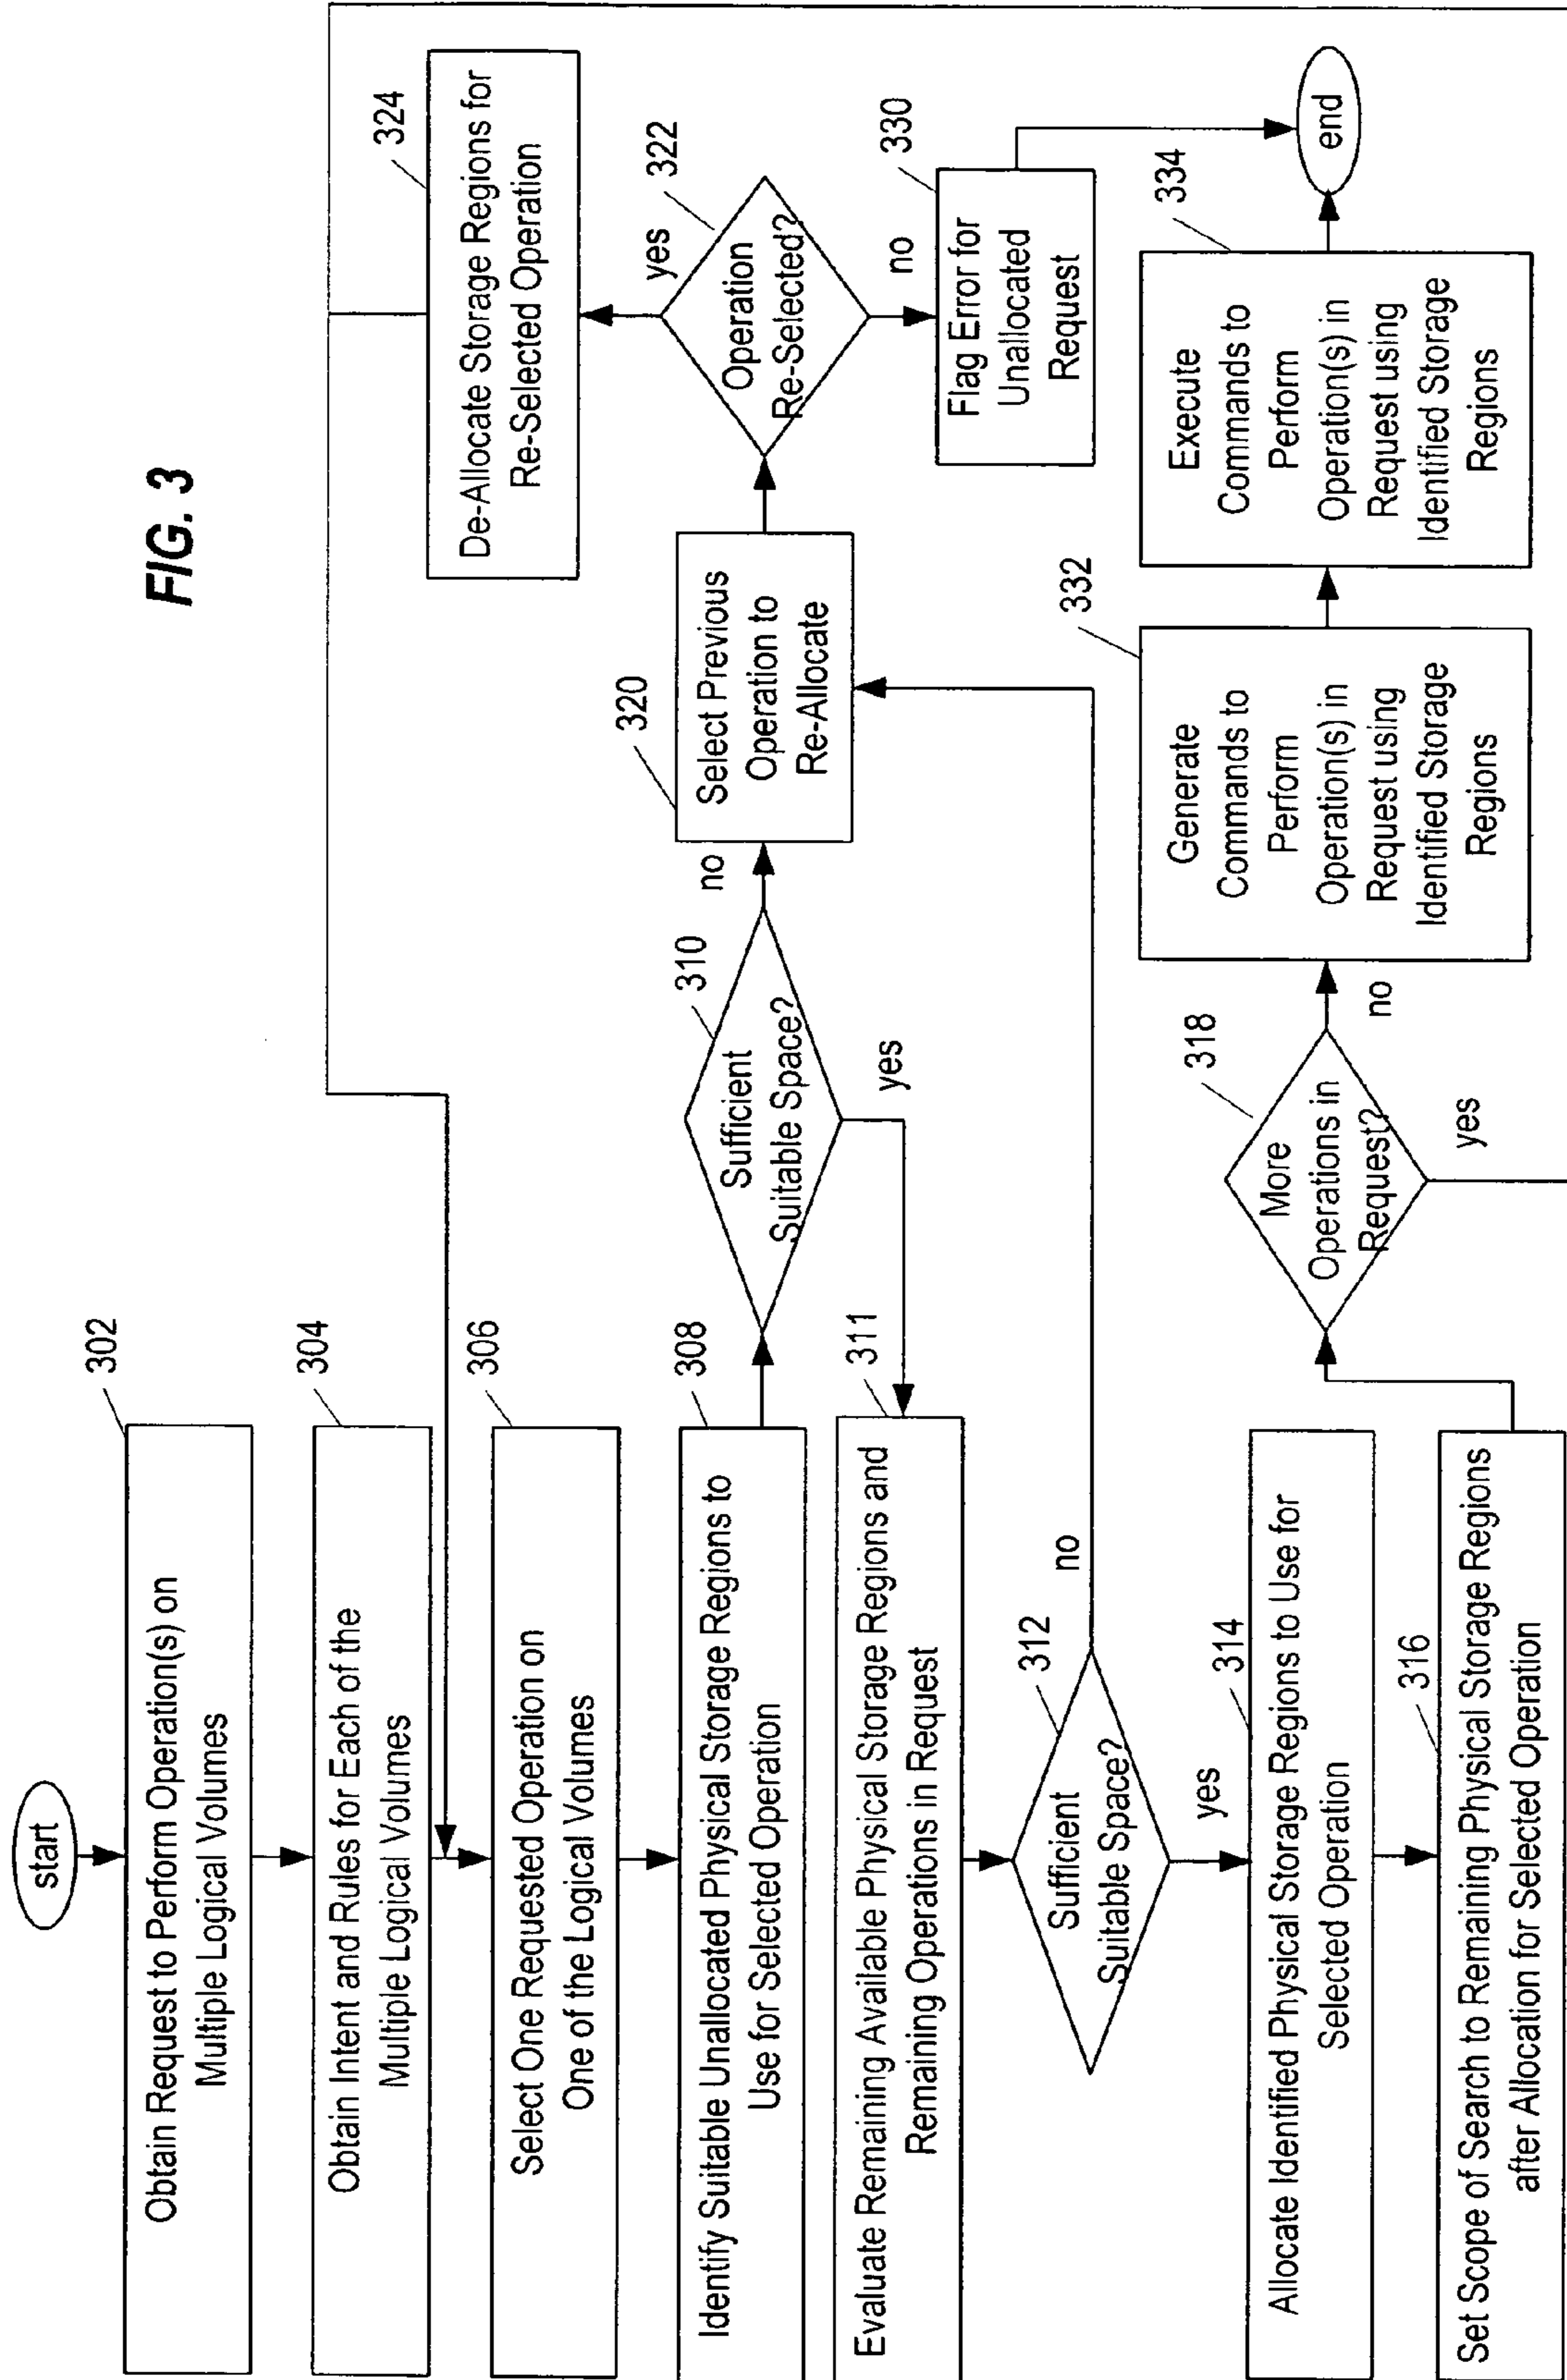 FIG. 3
start
302
Obtain Request to Perform Operation(s) on
Multiple Logical Volumes
304
Obtain Intent and Rules for Each of the
Multiple Logical Volumes
306
Select One Requested Operation on
One of the Logical Volumes
308
Identify Suitable Unallocated Physical Storage Regions to
Use for Selected Operation
310
Sufficient
Suitable Space?
no
yes
311
Evaluate Remaining Available Physical Storage Regions and
Remaining Operations in Request
312
Sufficient
Suitable Space?
no
yes
314
Allocate Identified Physical Storage Regions to Use for
Selected Operation
316
Set Scope of Search to Remaining Physical Storage Regions
after Allocation for Selected Operation
318
More
Operations in
Request?
no
yes
320
Select Previous
Operation to
Re-Allocate
322
Operation
Re-Selected?
yes
no
324
De-Allocate Storage Regions for
Re-Selected Operation
330
Flag Error for
Unallocated
Request
332
Generate
Commands to
Perform
Operation(s) in
Request using
Identified Storage
Regions
334
Execute
Commands to
Perform
Operation(s) in
Request using
Identified Storage
Regions
end